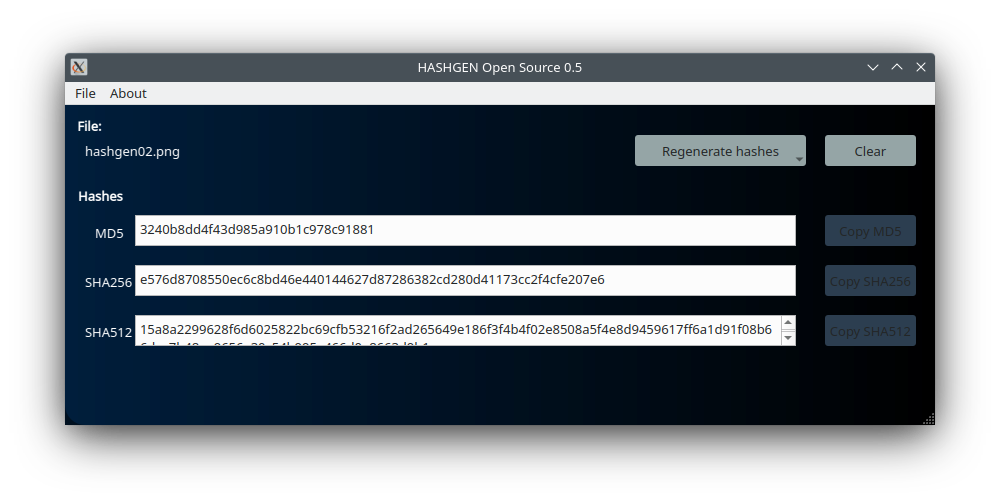 HASHGEN Open Source 0.5
File About
File:
hashgen02.png
Regenerate hashes
Clear
Hashes
MD5
3240b8dd4f43d985a910b1c978c91881
Copy MD5
SHA256
e576d8708550ec6c8bd46e440144627d87286382cd280d41173cc2f4cfe207e6
Copy SHA256
SHA512
15a8a2299628f6d6025822bc69cfb53216f2ad265649e186f3f4b4f02e8508a5f4e8d9459617ff6a1d91f08b6
Copy SHA512